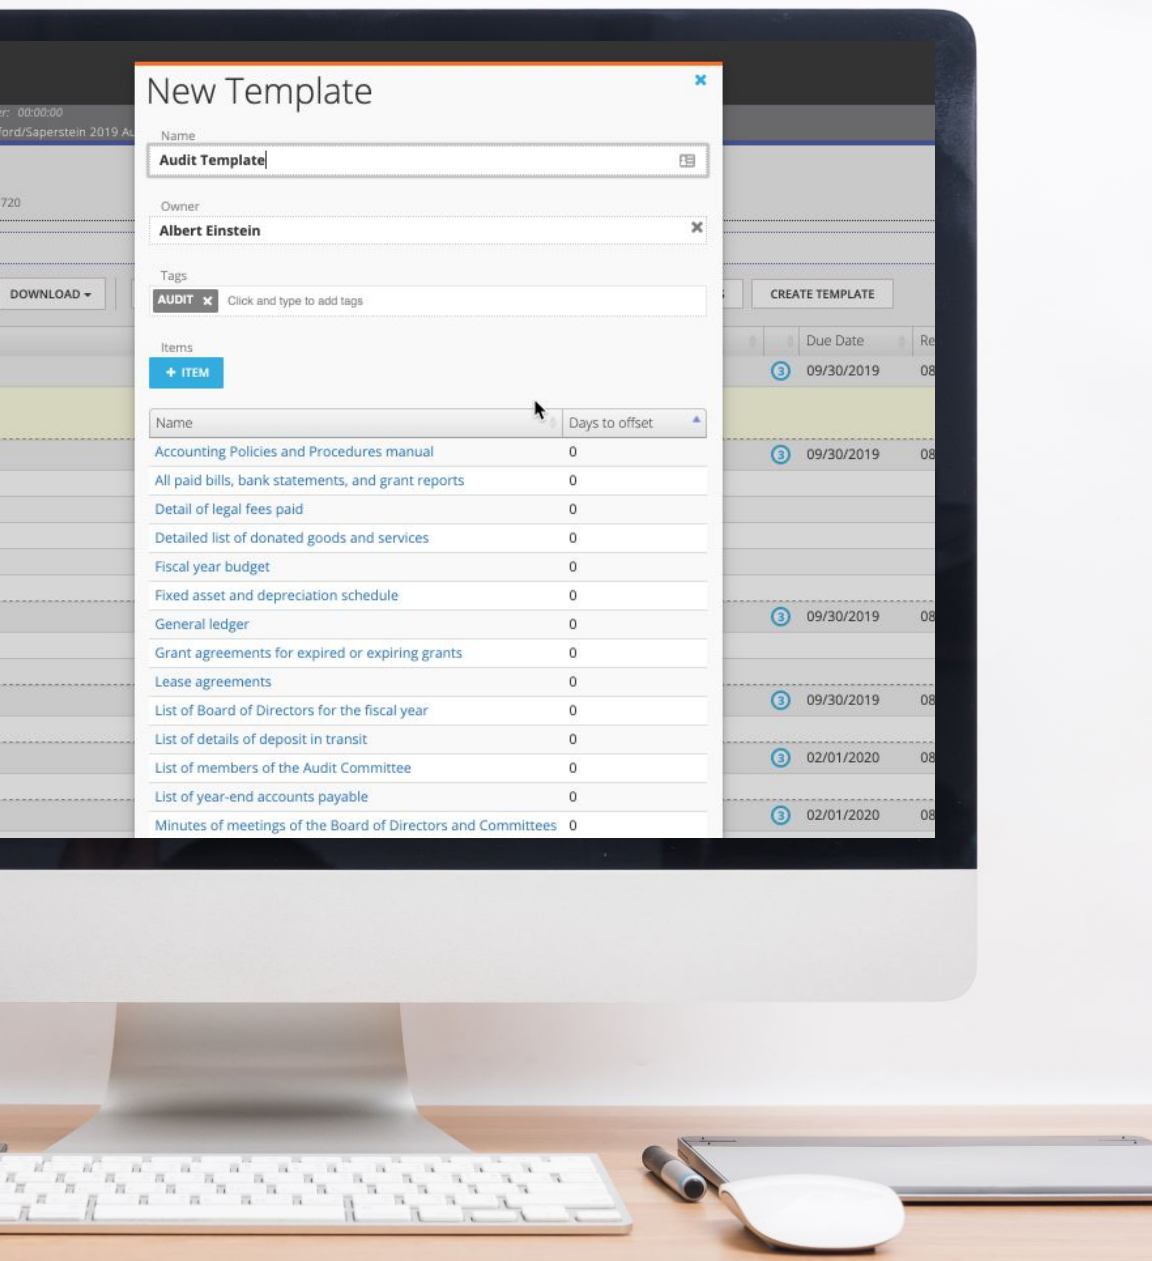 New Template
er: 00:00:00
ford/Saperstein 2019 Au
Name
Audit Template
720
Owner
Albert Einstein
Tags
AUDIT Click and type to add tags
DOWNLOAD
CREATE TEMPLATE
Items
+ ITEM
Due Date Re
3 09/30/2019 08
Name Days to offset
Accounting Policies and Procedures manual 0
3 09/30/2019 08
All paid bills, bank statements, and grant reports 0
Detail of legal fees paid 0
Detailed list of donated goods and services 0
Fiscal year budget 0
Fixed asset and depreciation schedule 0
General ledger 0
3 09/30/2019 08
Grant agreements for expired or expiring grants 0
Lease agreements 0
List of Board of Directors for the fiscal year 0
3 09/30/2019 08
List of details of deposit in transit 0
List of members of the Audit Committee 0
3 02/01/2020 08
List of year-end accounts payable 0
Minutes of meetings of the Board of Directors and Committees 0
3 02/01/2020 08